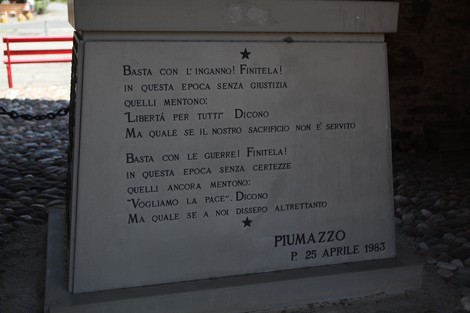 BASTA CON L'INGANNO! FINITELA!
IN QUESTA EPOCA SENZA GIUSTIZIA
QUELLI MENTONO:
"LIBERTÁ PER TUTTI" DICONO
MA QUALE SE IL NOSTRO SACRIFICIO NON E' SERVITO
BASTA CON LE GUERRE! FINITELA!
IN QUESTA EPOCA SENZA CERTEZZE
QUELLI ANCORA MENTONO:
"VOGLIAMO LA PACE". DICONO
MA QUALE SE A NOI DISSERO ALTRETTANTO
PIUMAZZO
P. 25 APRILE 1983